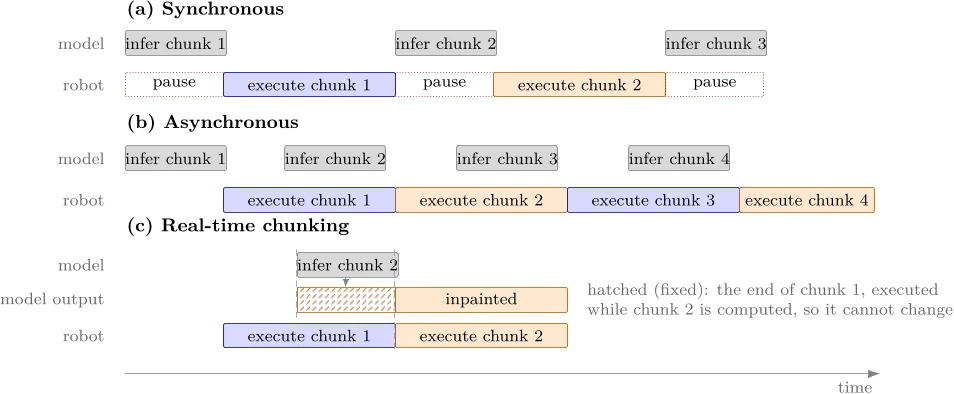 (a) Synchronous
model infer chunk 1 infer chunk 2 infer chunk 3
robot pause execute chunk 1 pause execute chunk 2 pause
(b) Asynchronous
model infer chunk 1 infer chunk 2 infer chunk 3 infer chunk 4
robot execute chunk 1 execute chunk 2 execute chunk 3 execute chunk 4
(c) Real-time chunking
model infer chunk 2
model output inpainted
hatched (fixed): the end of chunk 1, executed
while chunk 2 is computed, so it cannot change
robot execute chunk 1 execute chunk 2
time